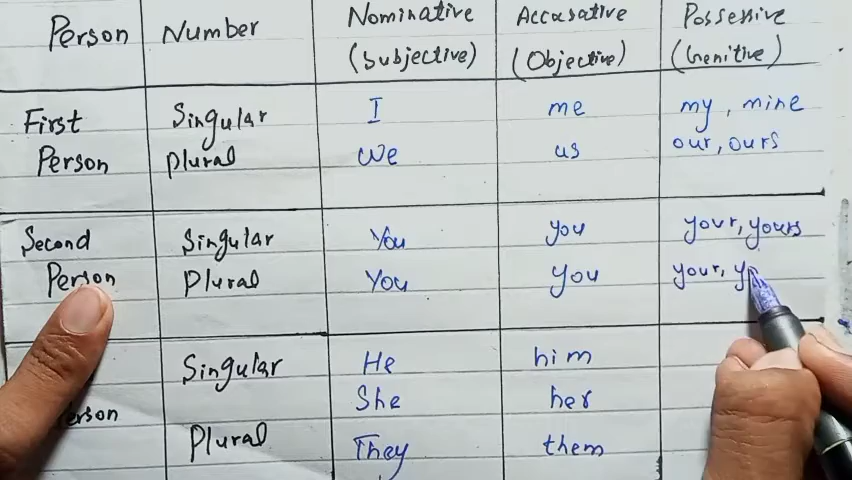 Person Number Nominative (Subjective) Accusative (Objective) Possessive (Genitive)
First Person Singular I me my, mine
Plural We us our, ours
Second Person Singular You you your, yours
Plural You you your, y
Singular He him
She her
Person
Plural They them